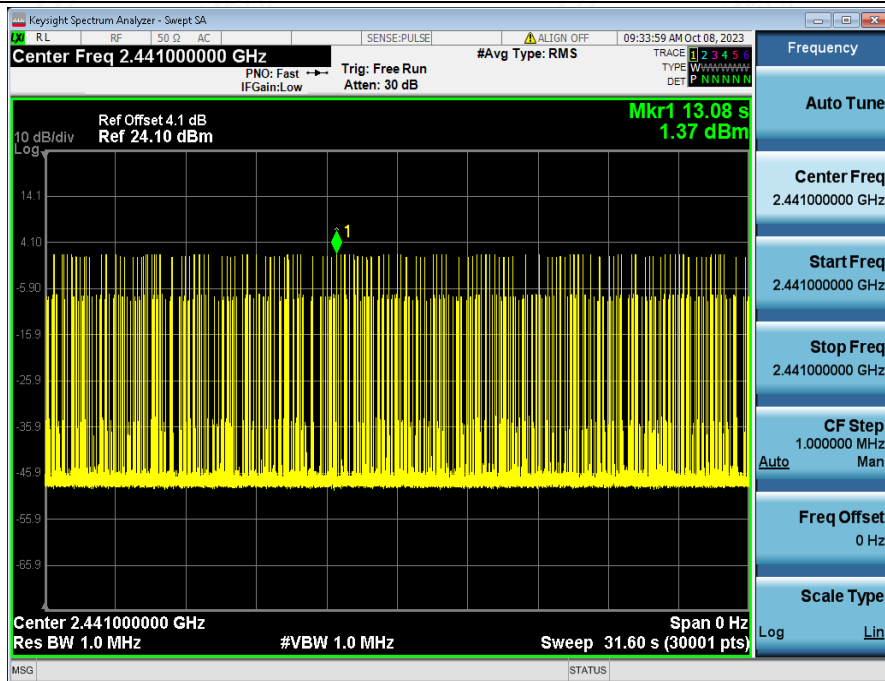 Keysight Spectrum Analyzer - Swept SA
LXI RL RF 50 Ω AC SENSE:PULSE ALIGN OFF 09:33:59 AM Oct 08, 2023
Center Freq 2.441000000 GHz
PNO: Fast
IFGain:Low
Trig: Free Run
Atten: 30 dB
#Avg Type: RMS
TRACE 1 2 3 4 5 6
TYPE WWWWWW
DET P N N N N N
Ref Offset 4.1 dB
10 dB/div Ref 24.10 dBm
Log
Mkr1 13.08 s
1.37 dBm
14.1
4.10
-5.90
-15.9
-25.9
-35.9
-45.9
-55.9
-65.9
1
Center 2.441000000 GHz Span 0 Hz
Res BW 1.0 MHz #VBW 1.0 MHz Sweep 31.60 s (30001 pts)
MSG STATUS
Frequency
Auto Tune
Center Freq
2.441000000 GHz
Start Freq
2.441000000 GHz
Stop Freq
2.441000000 GHz
CF Step
1.000000 MHz
Auto Man
Freq Offset
0 Hz
Scale Type
Log Lin